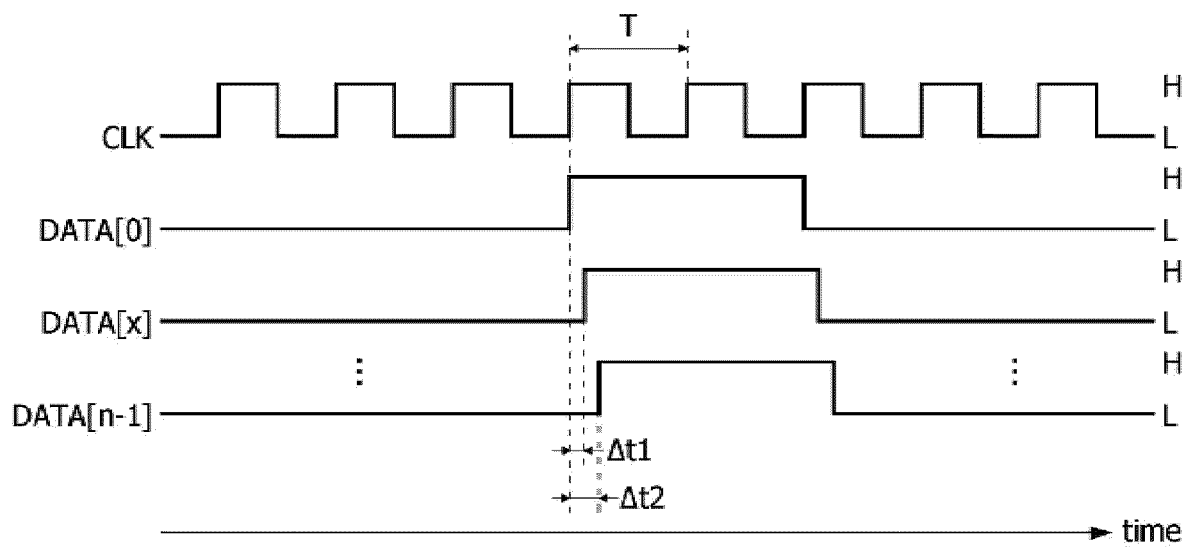 T
H
CLK
L
H
DATA[0]
L
H
DATA[x]
L
⋮
⋮
H
DATA[n-1]
L
Δt1
Δt2
time